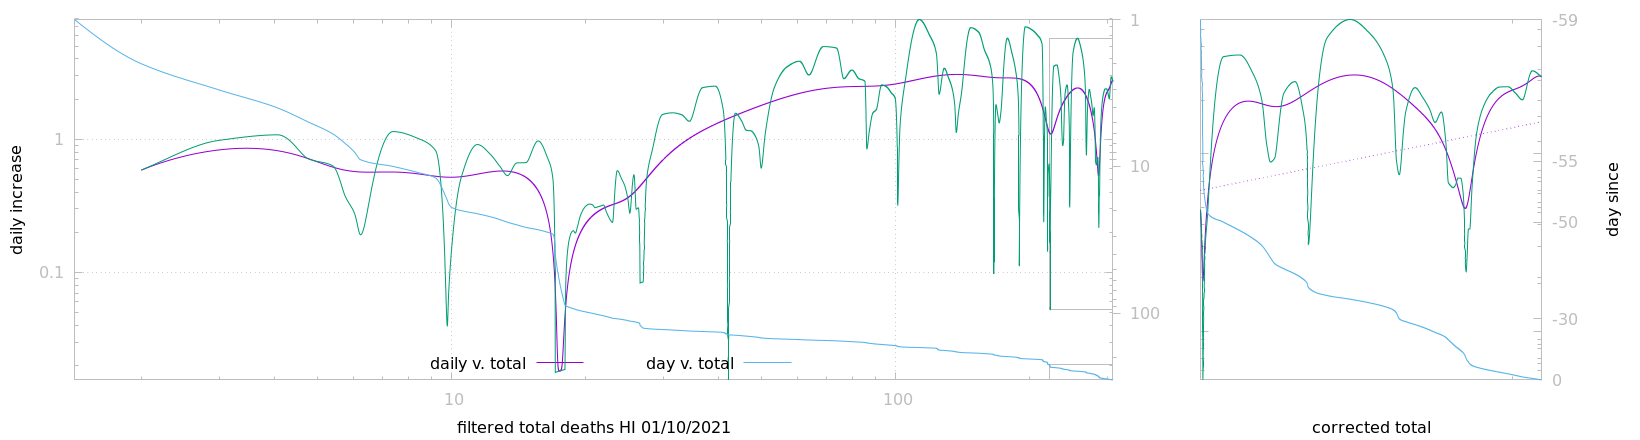 1
0.1
daily increase
daily v. total
day v. total
10
100
filtered total deaths HI 01/10/2021
1
10
100
-59
-55
-50
-30
0
day since
corrected total